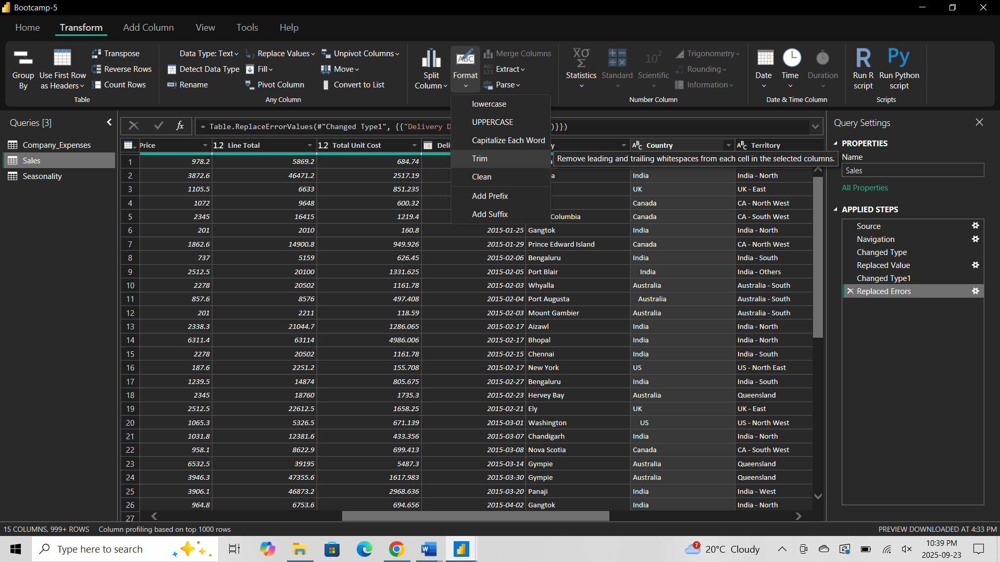 Bootcamp-5
Home Transform Add Column View Tools Help
Group By
Use First Row as Headers
Transpose
Reverse Rows
Count Rows
Table
Data Type: Text
Detect Data Type
Rename
Replace Values
Fill
Pivot Column
Unpivot Columns
Move
Convert to List
Any Column
Split Column
ABC
Format
Merge Columns
ABC 123 Extract
abc Parse
Xσ Σ
Statistics
Standard
10²
Scientific
Trigonometry
Rounding
Information
Number Column
Date
Time
Duration
Date & Time Column
R
Run R script
Py
Run Python script
Scripts
lowercase
UPPERCASE
Capitalize Each Word
Trim
Clean
Add Prefix
Add Suffix
Remove leading and trailing whitespaces from each cell in the selected columns.
Queries [3]
Company_Expenses
Sales
Seasonality
fx
= Table.ReplaceErrorValues(#"Changed Type1", {{"Delivery D )}})
Price 1.2 Line Total 1.2 Total Unit Cost Deli y ABC Country ABC Territory
1 978.2 5869.2 684.74
2 3872.6 46471.2 2517.19 a India India - North
3 1105.5 6633 851.235 UK UK - East
4 1072 9648 600.32 Canada CA - North West
5 2345 16415 1219.4 Columbia Canada CA - South West
6 201 2010 160.8 2015-01-25 Gangtok India India - North
7 1862.6 14900.8 949.926 2015-01-29 Prince Edward Island Canada CA - North West
8 737 5159 626.45 2015-02-06 Bengaluru India India - South
9 2512.5 20100 1331.625 2015-02-05 Port Blair India India - Others
10 2278 20502 1161.78 2015-02-03 Whyalla Australia Australia - South
11 857.6 8576 497.408 2015-02-04 Port Augusta Australia Australia - South
12 201 2211 118.59 2015-02-03 Mount Gambier Australia Australia - South
13 2338.3 21044.7 1286.065 2015-02-17 Aizawl India India - North
14 6311.4 63114 4986.006 2015-02-17 Bhopal India India - North
15 2278 20502 1161.78 2015-02-15 Chennai India India - South
16 187.6 2251.2 155.708 2015-02-17 New York US US - North East
17 1239.5 14874 805.675 2015-02-27 Bengaluru India India - South
18 2345 18760 1735.3 2015-02-23 Hervey Bay Australia Queensland
19 2512.5 22612.5 1658.25 2015-02-21 Ely UK UK - East
20 1065.3 5326.5 671.139 2015-03-01 Washington US US - North West
21 1031.8 12381.6 433.356 2015-03-07 Chandigarh India India - North
22 958.1 8622.9 699.413 2015-03-08 Nova Scotia Canada CA - South West
23 6532.5 39195 5487.3 2015-03-14 Gympie Australia Queensland
24 3946.3 47355.6 1617.983 2015-03-30 Gympie Australia Queensland
25 3906.1 46873.2 2968.636 2015-03-20 Panaji India India - West
26 964.8 6753.6 694.656 2015-04-02 Gangtok India India - North
27
Query Settings
PROPERTIES
Name
Sales
All Properties
APPLIED STEPS
Source
Navigation
Changed Type
Replaced Value
Changed Type1
Replaced Errors
15 COLUMNS, 999+ ROWS Column profiling based on top 1000 rows PREVIEW DOWNLOADED AT 4:33 PM
Type here to search
7
20°C Cloudy
10:39 PM
2025-09-23